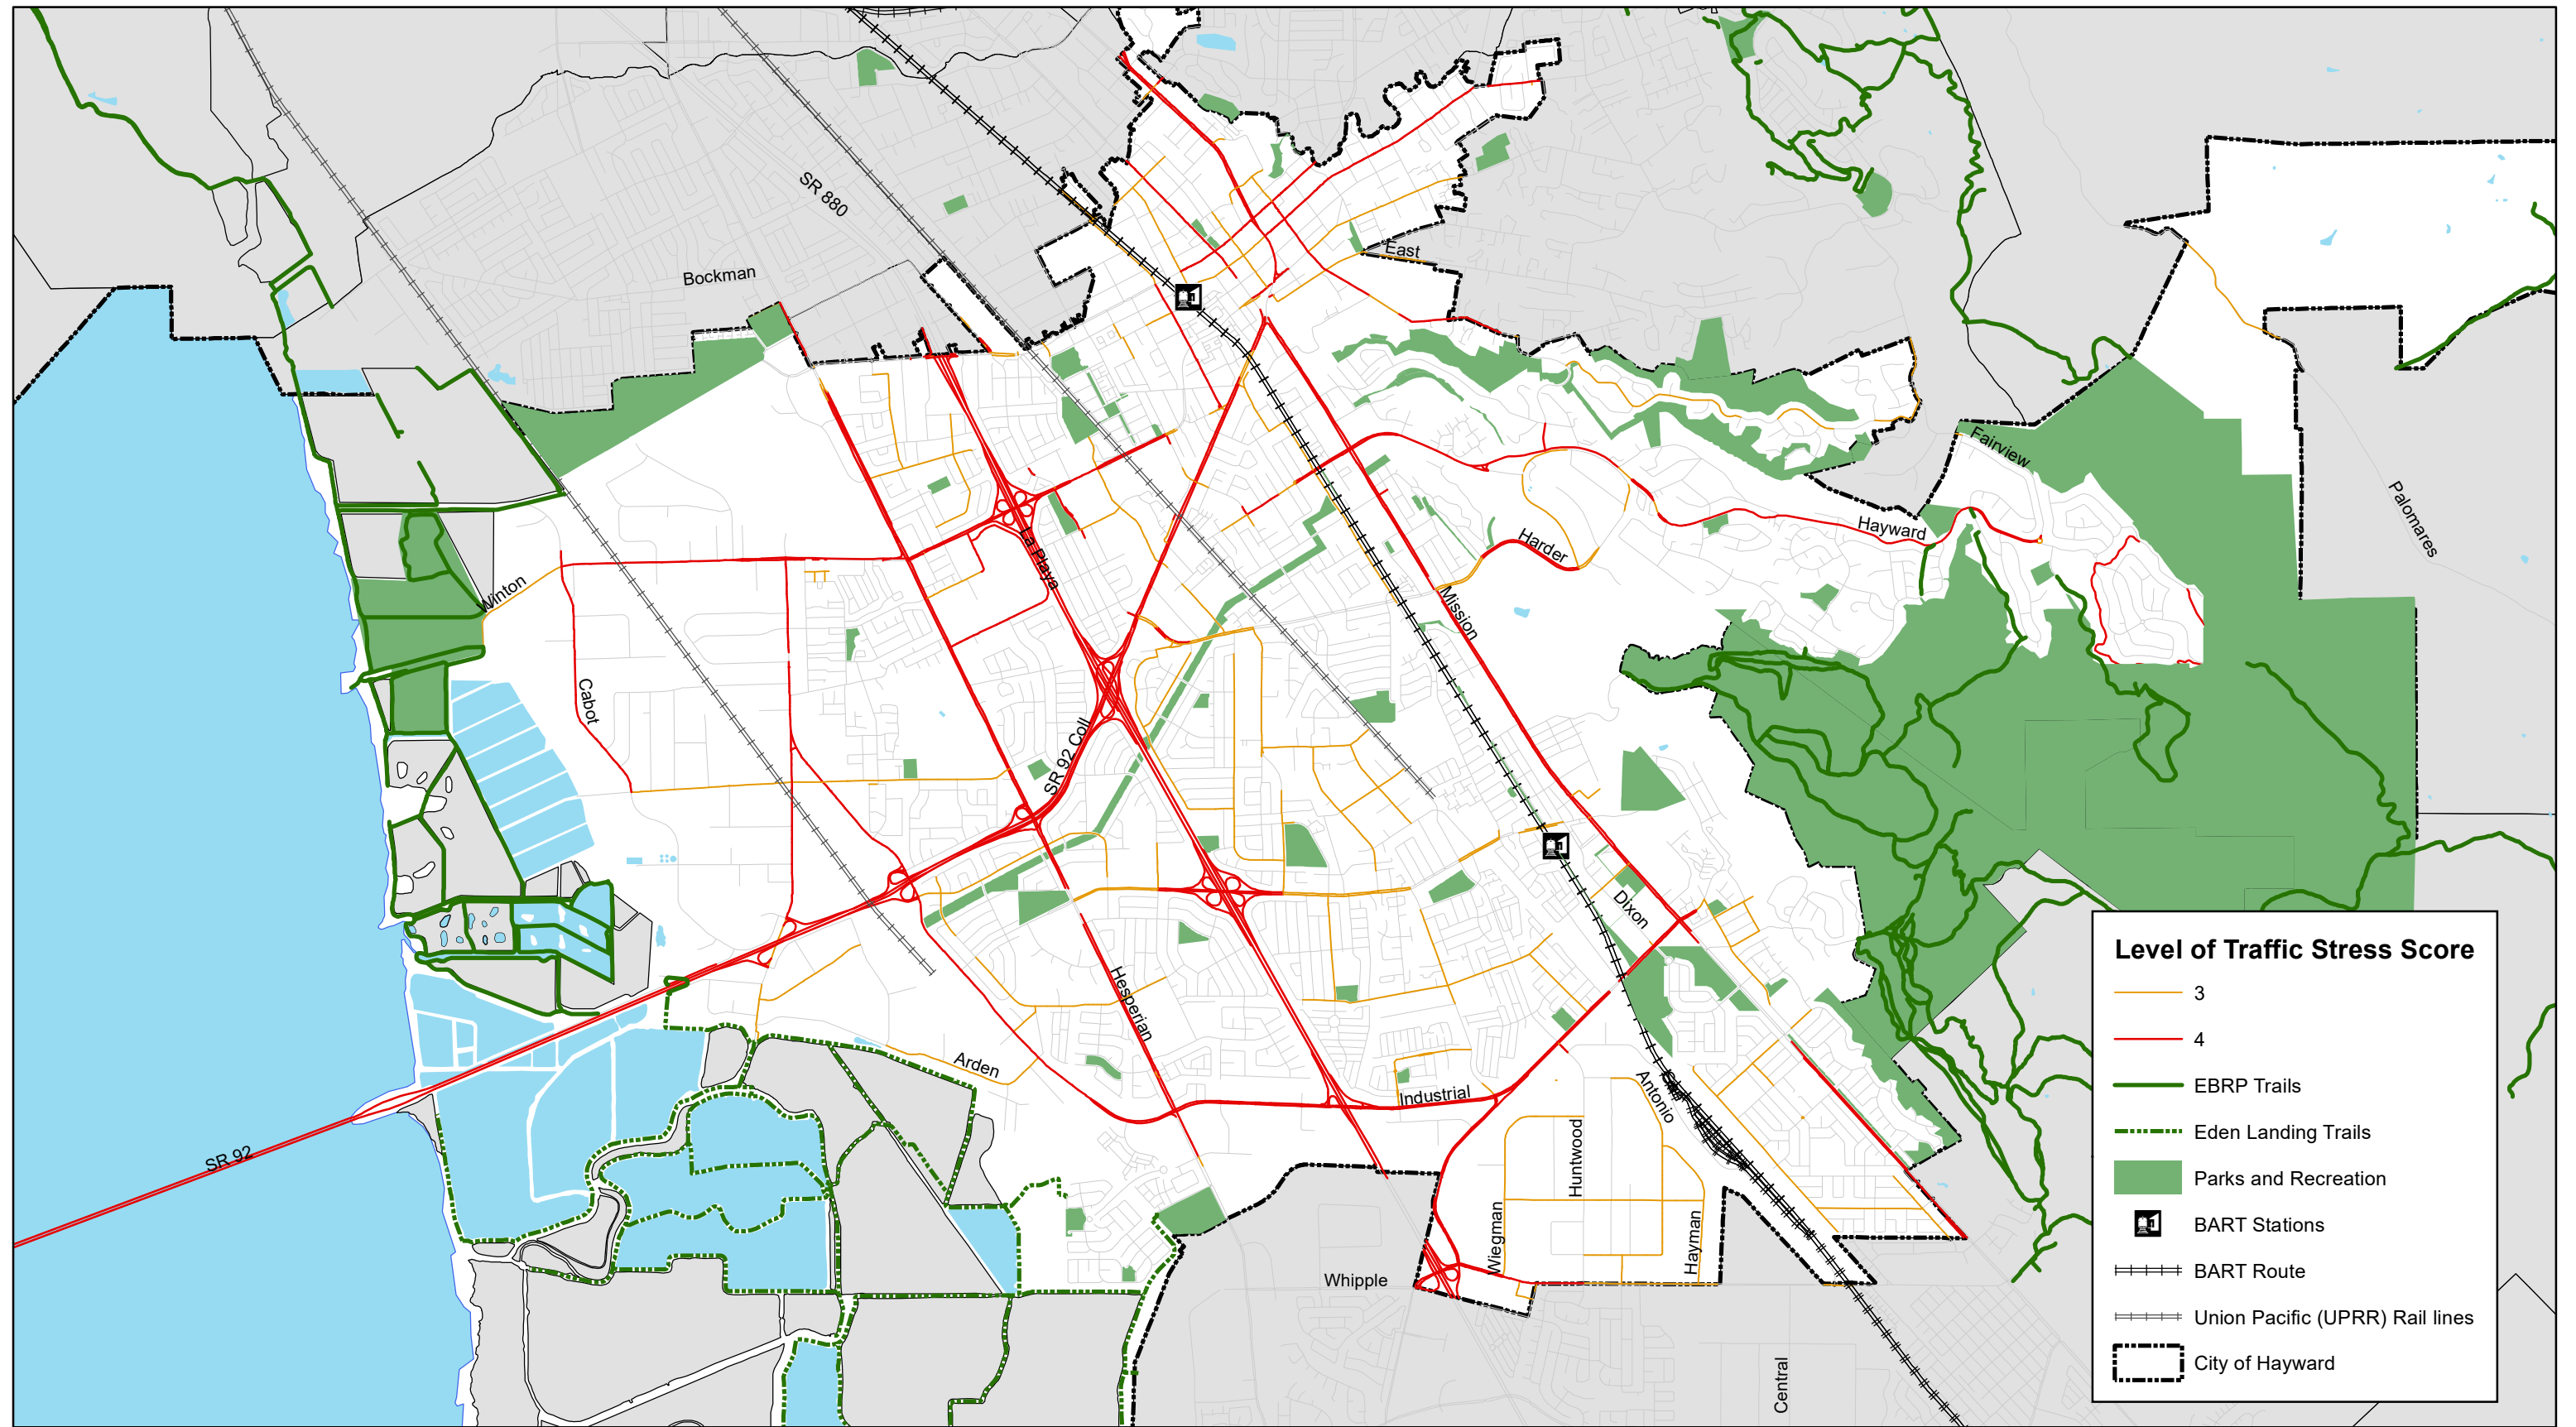 SR 880
Bockman
East
Fairview
Palomares
La Playa
Hayward
Harder
Winton
Mission
Cabot
SR 92 Coll
Dixon
Hesperian
Arden
Industrial
Antonio
SR 92
Huntwood
Wiegman
Hayman
Whipple
Central
Level of Traffic Stress Score
3
4
EBRP Trails
Eden Landing Trails
Parks and Recreation
BART Stations
BART Route
Union Pacific (UPRR) Rail lines
City of Hayward